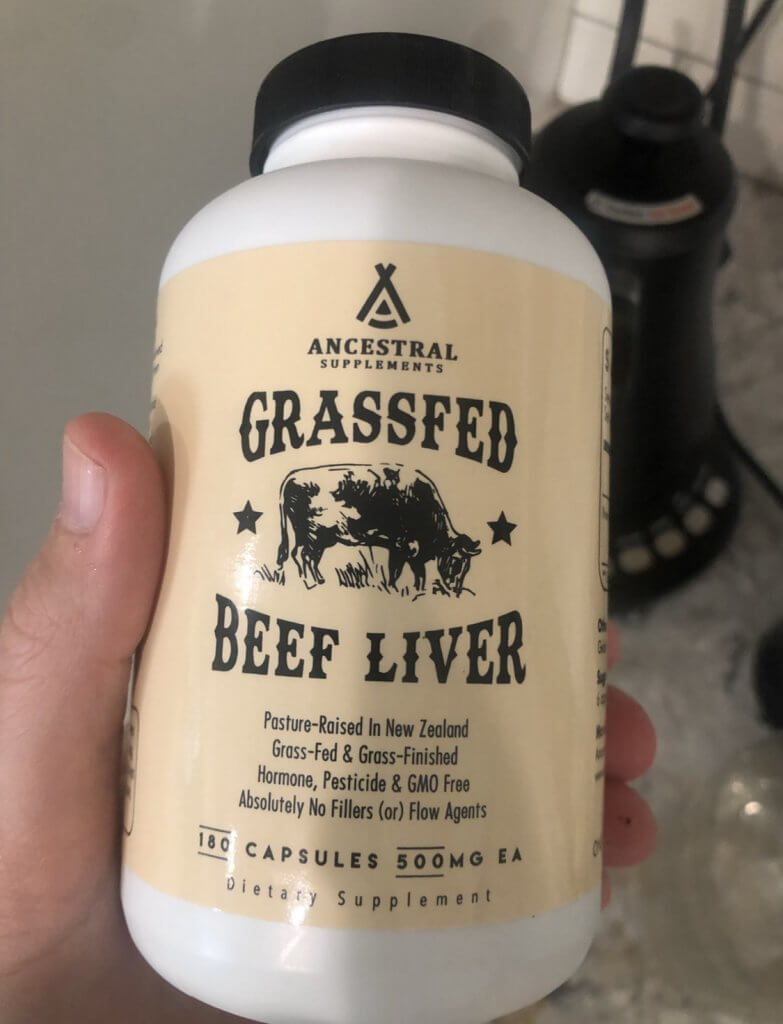 ANCESTRAL
SUPPLEMENTS
GRASSFED
BEEF LIVER
Pasture-Raised In New Zealand
Grass-Fed & Grass-Finished
Hormone, Pesticide & GMO Free
Absolutely No Fillers (or) Flow Agents
180 CAPSULES 500MG EA
Dietary Supplement